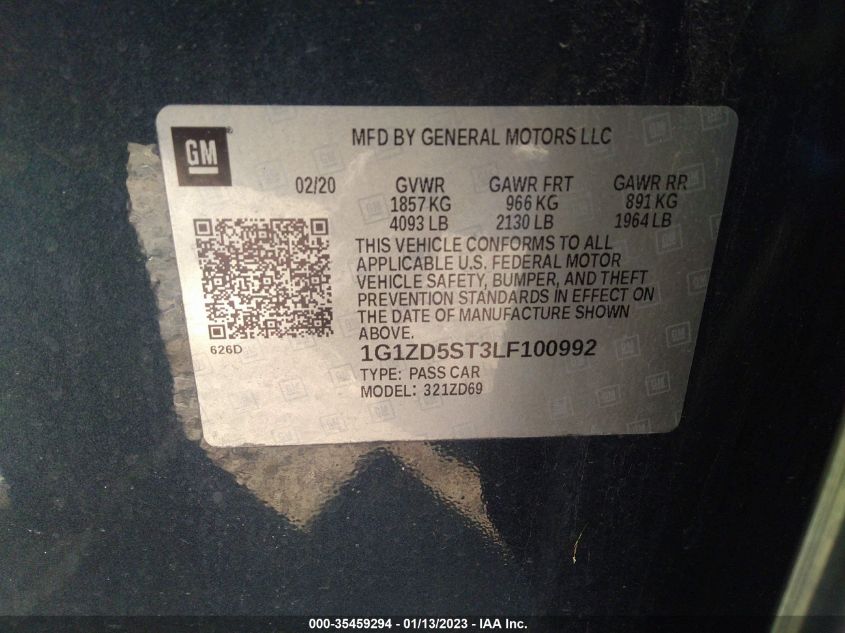 GM
MFD BY GENERAL MOTORS LLC
02/20 GVWR GAWR FRT GAWR RR
1857 KG 966 KG 891 KG
4093 LB 2130 LB 1964 LB
THIS VEHICLE CONFORMS TO ALL
APPLICABLE U.S. FEDERAL MOTOR
VEHICLE SAFETY, BUMPER, AND THEFT
PREVENTION STANDARDS IN EFFECT ON
THE DATE OF MANUFACTURE SHOWN
ABOVE.
626D
1G1ZD5ST3LF100992
TYPE: PASS CAR
MODEL: 321ZD69
000-35459294 - 01/13/2023 - IAA Inc.